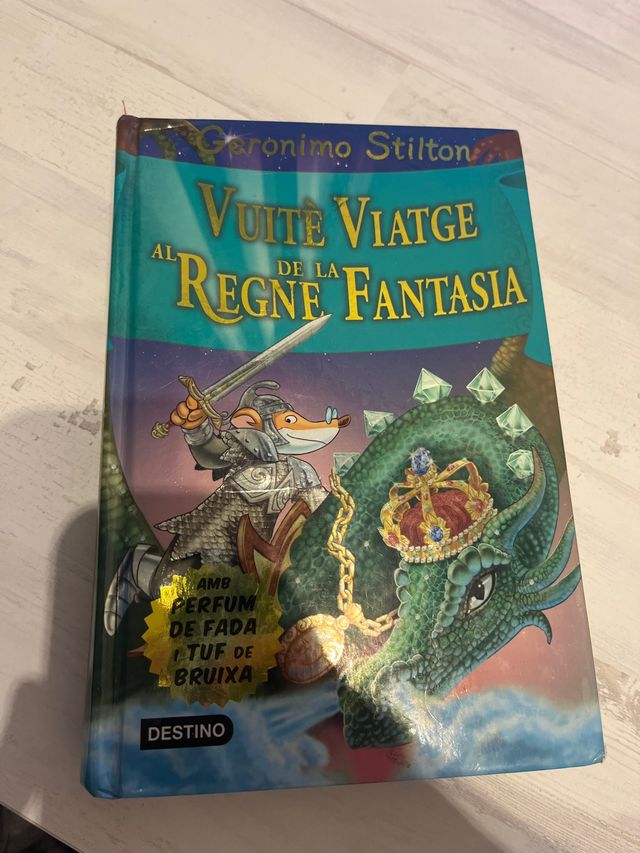 Geronimo Stilton
VUITÈ VIATGE
AL REGNE DE LA FANTASIA
AMB
PERFUM
DE FADA
I TUF DE
BRUIXA
DESTINO